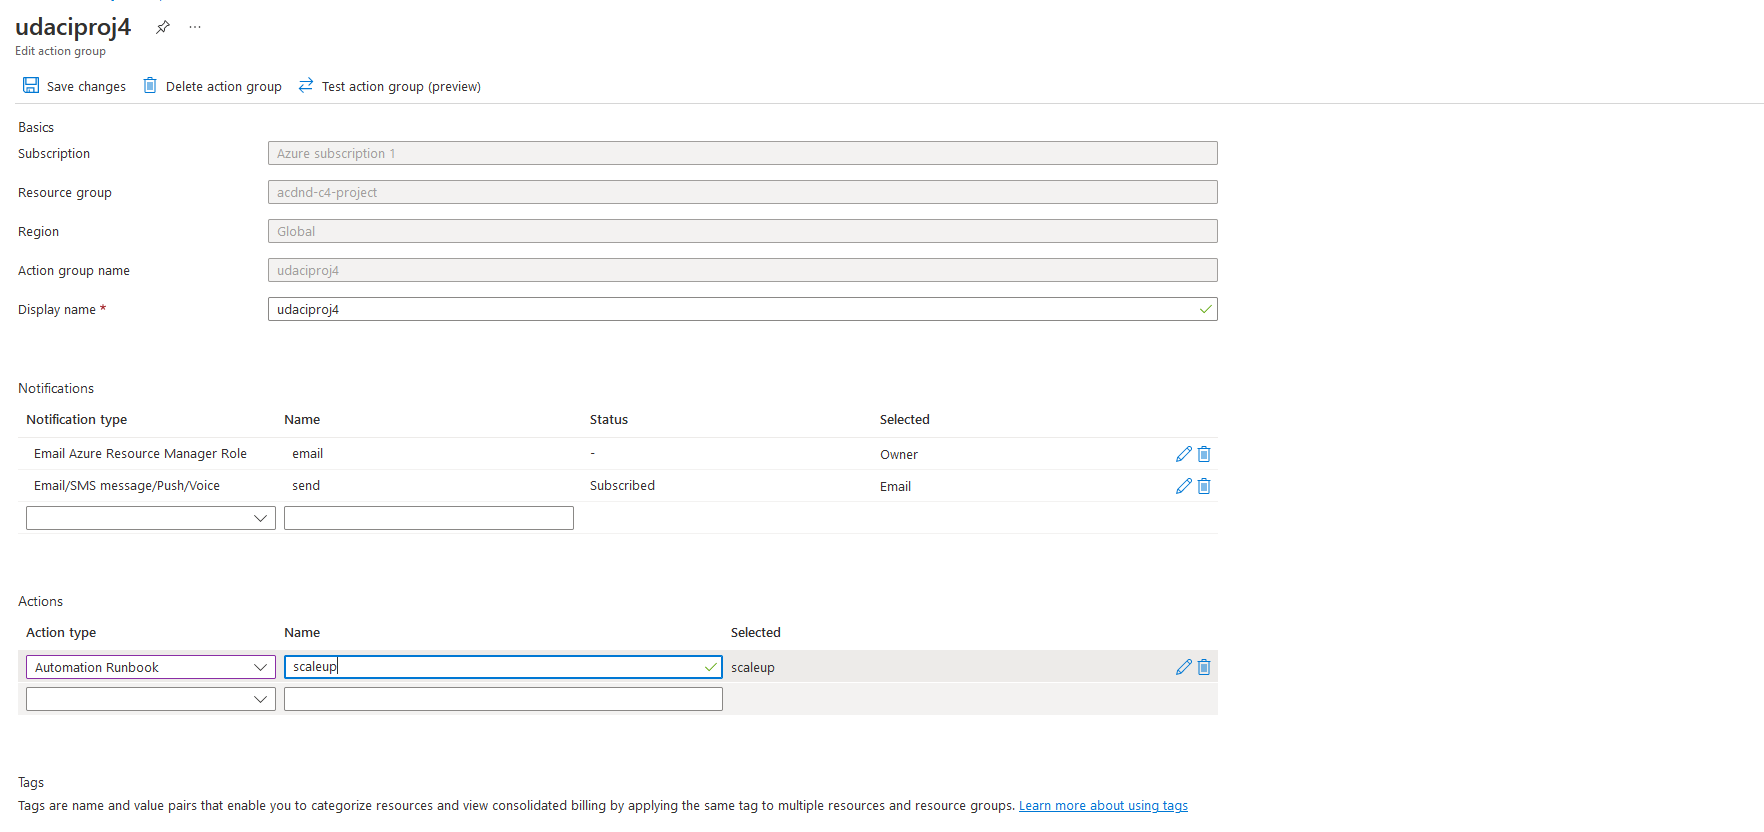 udaciproj4
Edit action group
Save changes Delete action group Test action group (preview)
Basics
Subscription Azure subscription 1
Resource group acdnd-c4-project
Region Global
Action group name udaciproj4
Display name * udaciproj4
Notifications
Notification type Name Status Selected
Email Azure Resource Manager Role email - Owner
Email/SMS message/Push/Voice send Subscribed Email
Actions
Action type Name Selected
Automation Runbook scaleup scaleup
Tags
Tags are name and value pairs that enable you to categorize resources and view consolidated billing by applying the same tag to multiple resources and resource groups. Learn more about using tags